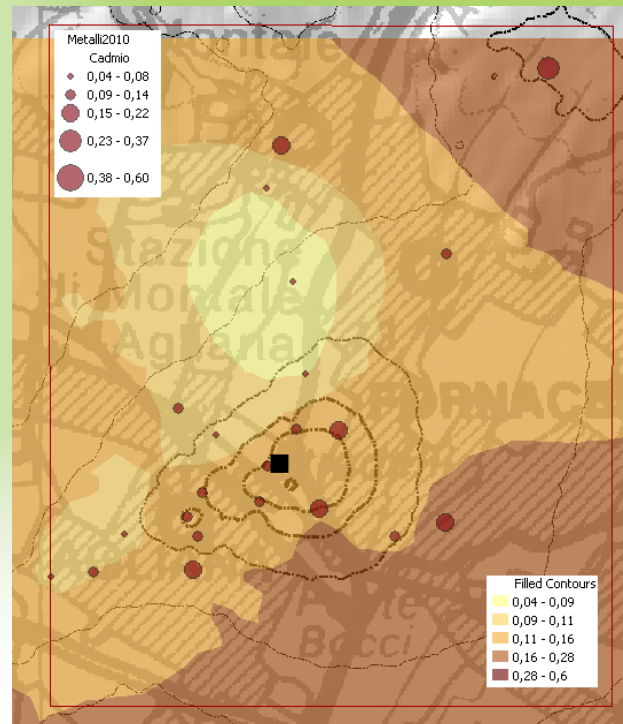 Metalli2010
Cadmio
0,04 - 0,08
0,09 - 0,14
0,15 - 0,22
0,23 - 0,37
0,38 - 0,60
Montale
Stazione
di Montale
Agliana
FORNACE
Ponte
Bocci
Filled Contours
0,04 - 0,09
0,09 - 0,11
0,11 - 0,16
0,16 - 0,28
0,28 - 0,6